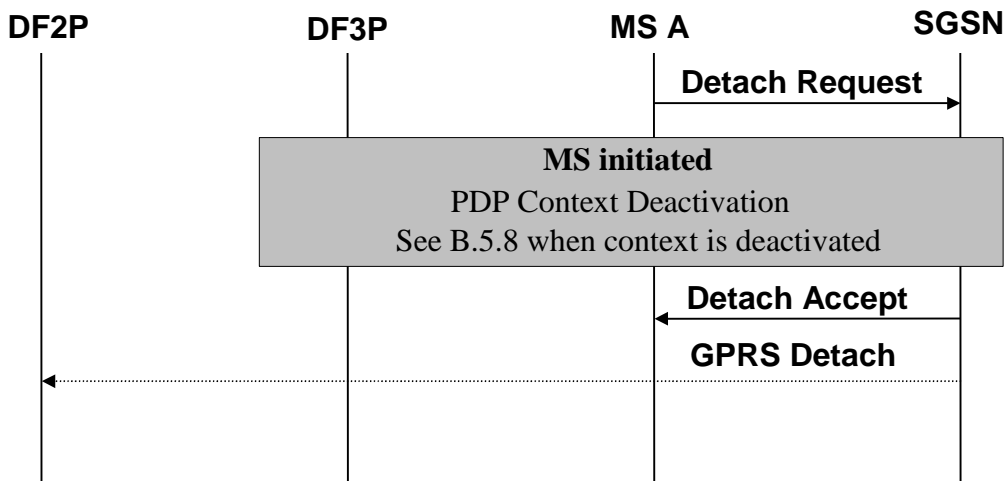 DF2P
DF3P
MS A
SGSN
Detach Request
MS initiated
PDP Context Deactivation
See B.5.8 when context is deactivated
Detach Accept
GPRS Detach